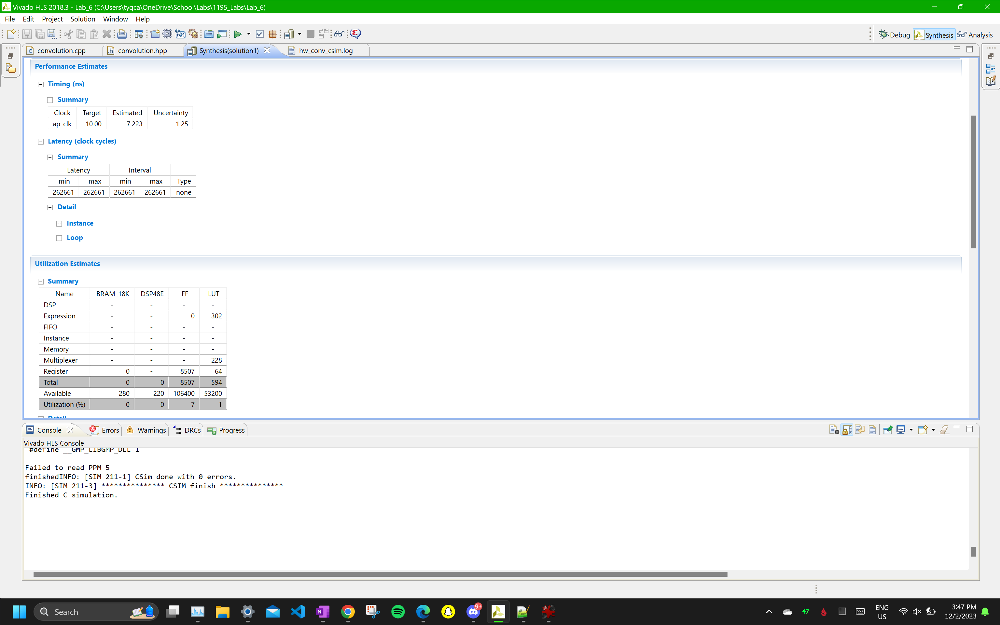 Vivado HLS 2018.3 - Lab_6 (C:\Users\tyqca\OneDrive\School\Labs\1195_Labs\Lab_6)
File Edit Project Solution Window Help
Debug Synthesis Analysis
convolution.cpp convolution.hpp Synthesis(solution1) hw_conv_csim.log
Performance Estimates
Timing (ns)
Summary
Clock Target Estimated Uncertainty
ap_clk 10.00 7.223 1.25
Latency (clock cycles)
Summary
Latency Interval
min max min max Type
262661 262661 262661 262661 none
Detail
Instance
Loop
Utilization Estimates
Summary
Name BRAM_18K DSP48E FF LUT
DSP - - - -
Expression - - 0 302
FIFO - - - -
Instance - - - -
Memory - - - -
Multiplexer - - - 228
Register 0 - 8507 64
Total 0 0 8507 594
Available 280 220 106400 53200
Utilization (%) 0 0 7 1
Detail
Console Errors Warnings DRCs Progress
Vivado HLS Console
#define __GMP_LIBGMP_DLL 1
Failed to read PPM 5
finishedINFO: [SIM 211-1] CSim done with 0 errors.
INFO: [SIM 211-3] *************** CSIM finish ***************
Finished C simulation.
Search
9+
47
ENG
US
3:47 PM
12/2/2023